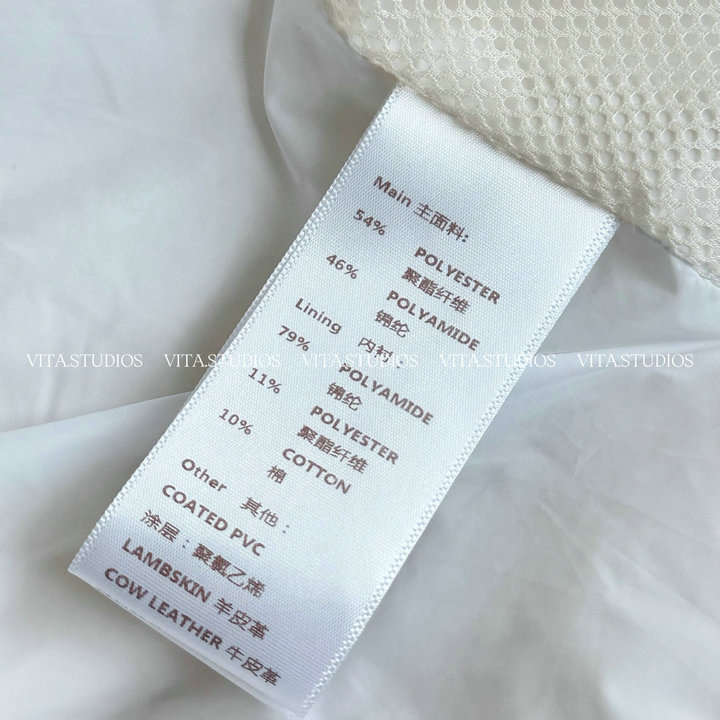 Main 主面料:
54% POLYESTER
聚酯纤维
46% POLYAMIDE
锦纶
Lining 内衬:
79% POLYAMIDE
锦纶
11% POLYESTER
聚酯纤维
10% COTTON
棉
Other 其他:
COATED PVC
涂层:聚氯乙烯
LAMBSKIN 羊皮革
COW LEATHER 牛皮革
VITA.STUDIOS VITA.STUDIOS VITA.STUDIOS VITA.STUDIOS VITA.STUDIOS